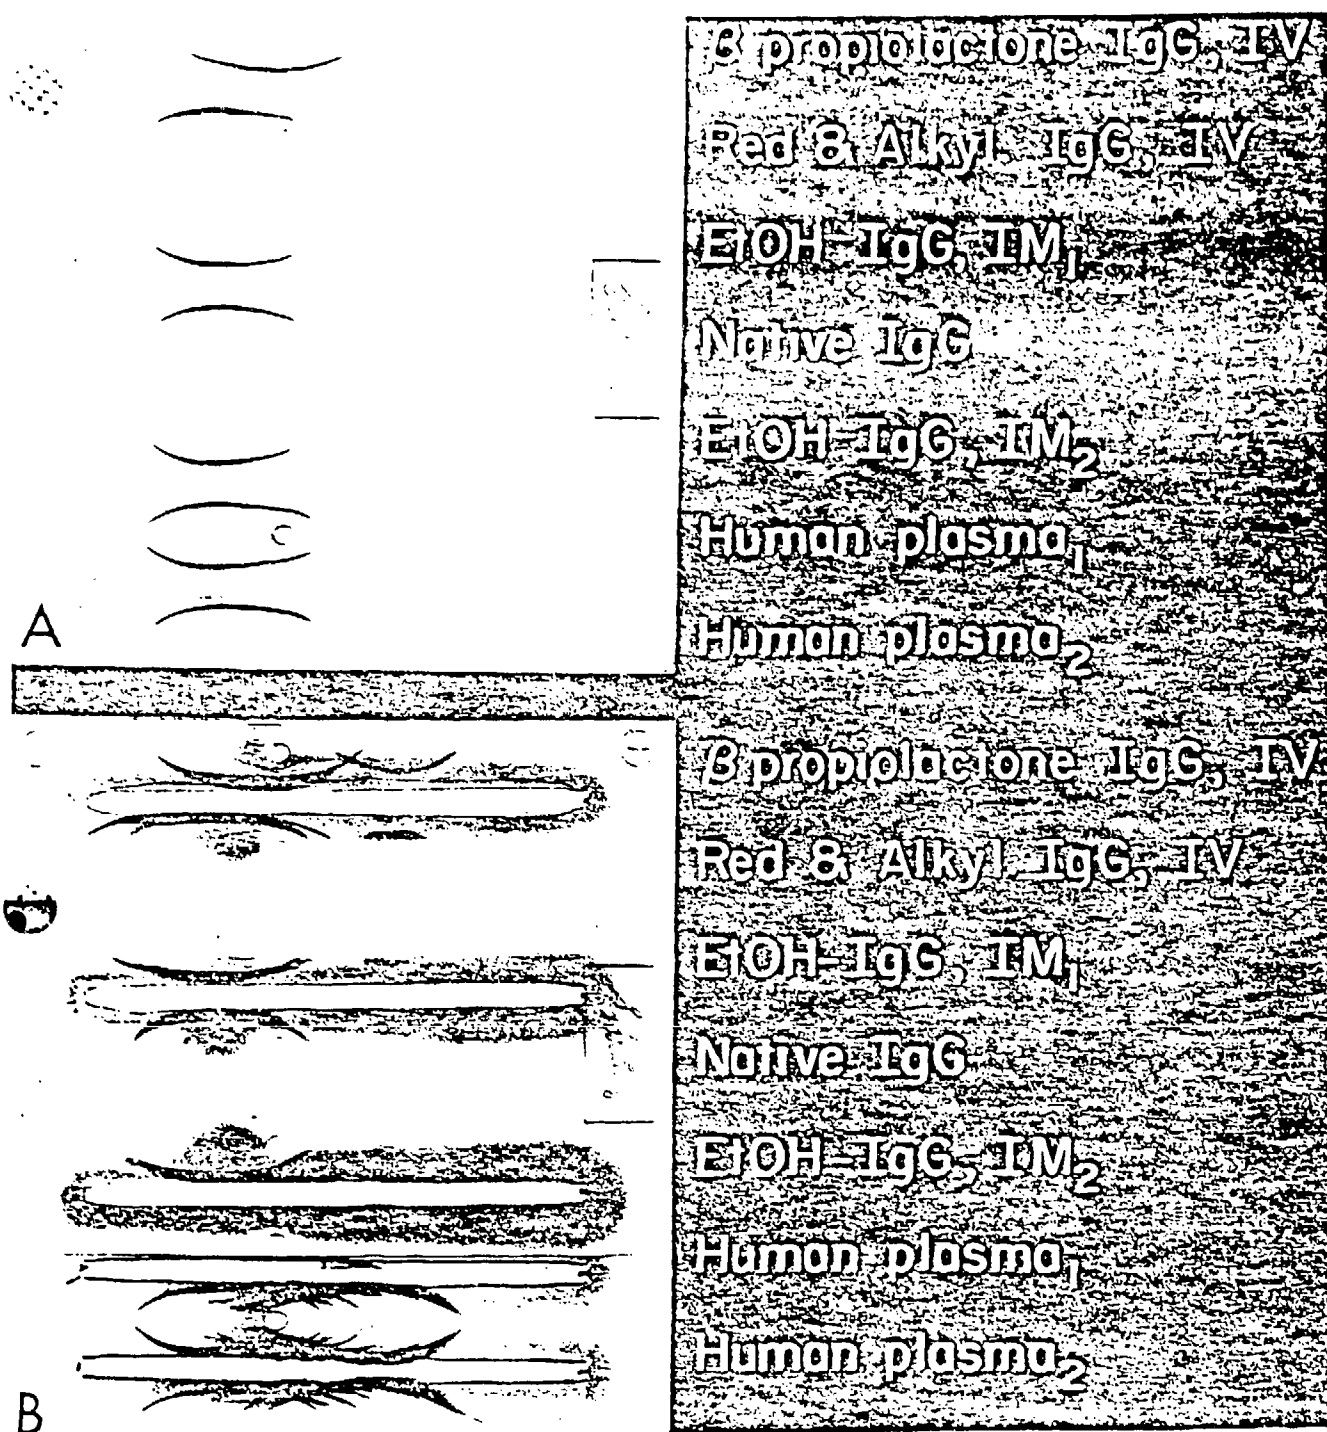 β propiolactone IgG, IV
Red & Alkyl. IgG, IV
EtOH-IgG, IM₁
Native IgG
EtOH-IgG, IM₂
Human plasma₁
Human plasma₂
A
β propiolactone IgG, IV
Red & Alkyl. IgG, IV
EtOH-IgG, IM₁
Native IgG
EtOH-IgG, IM₂
Human plasma₁
Human plasma₂
B